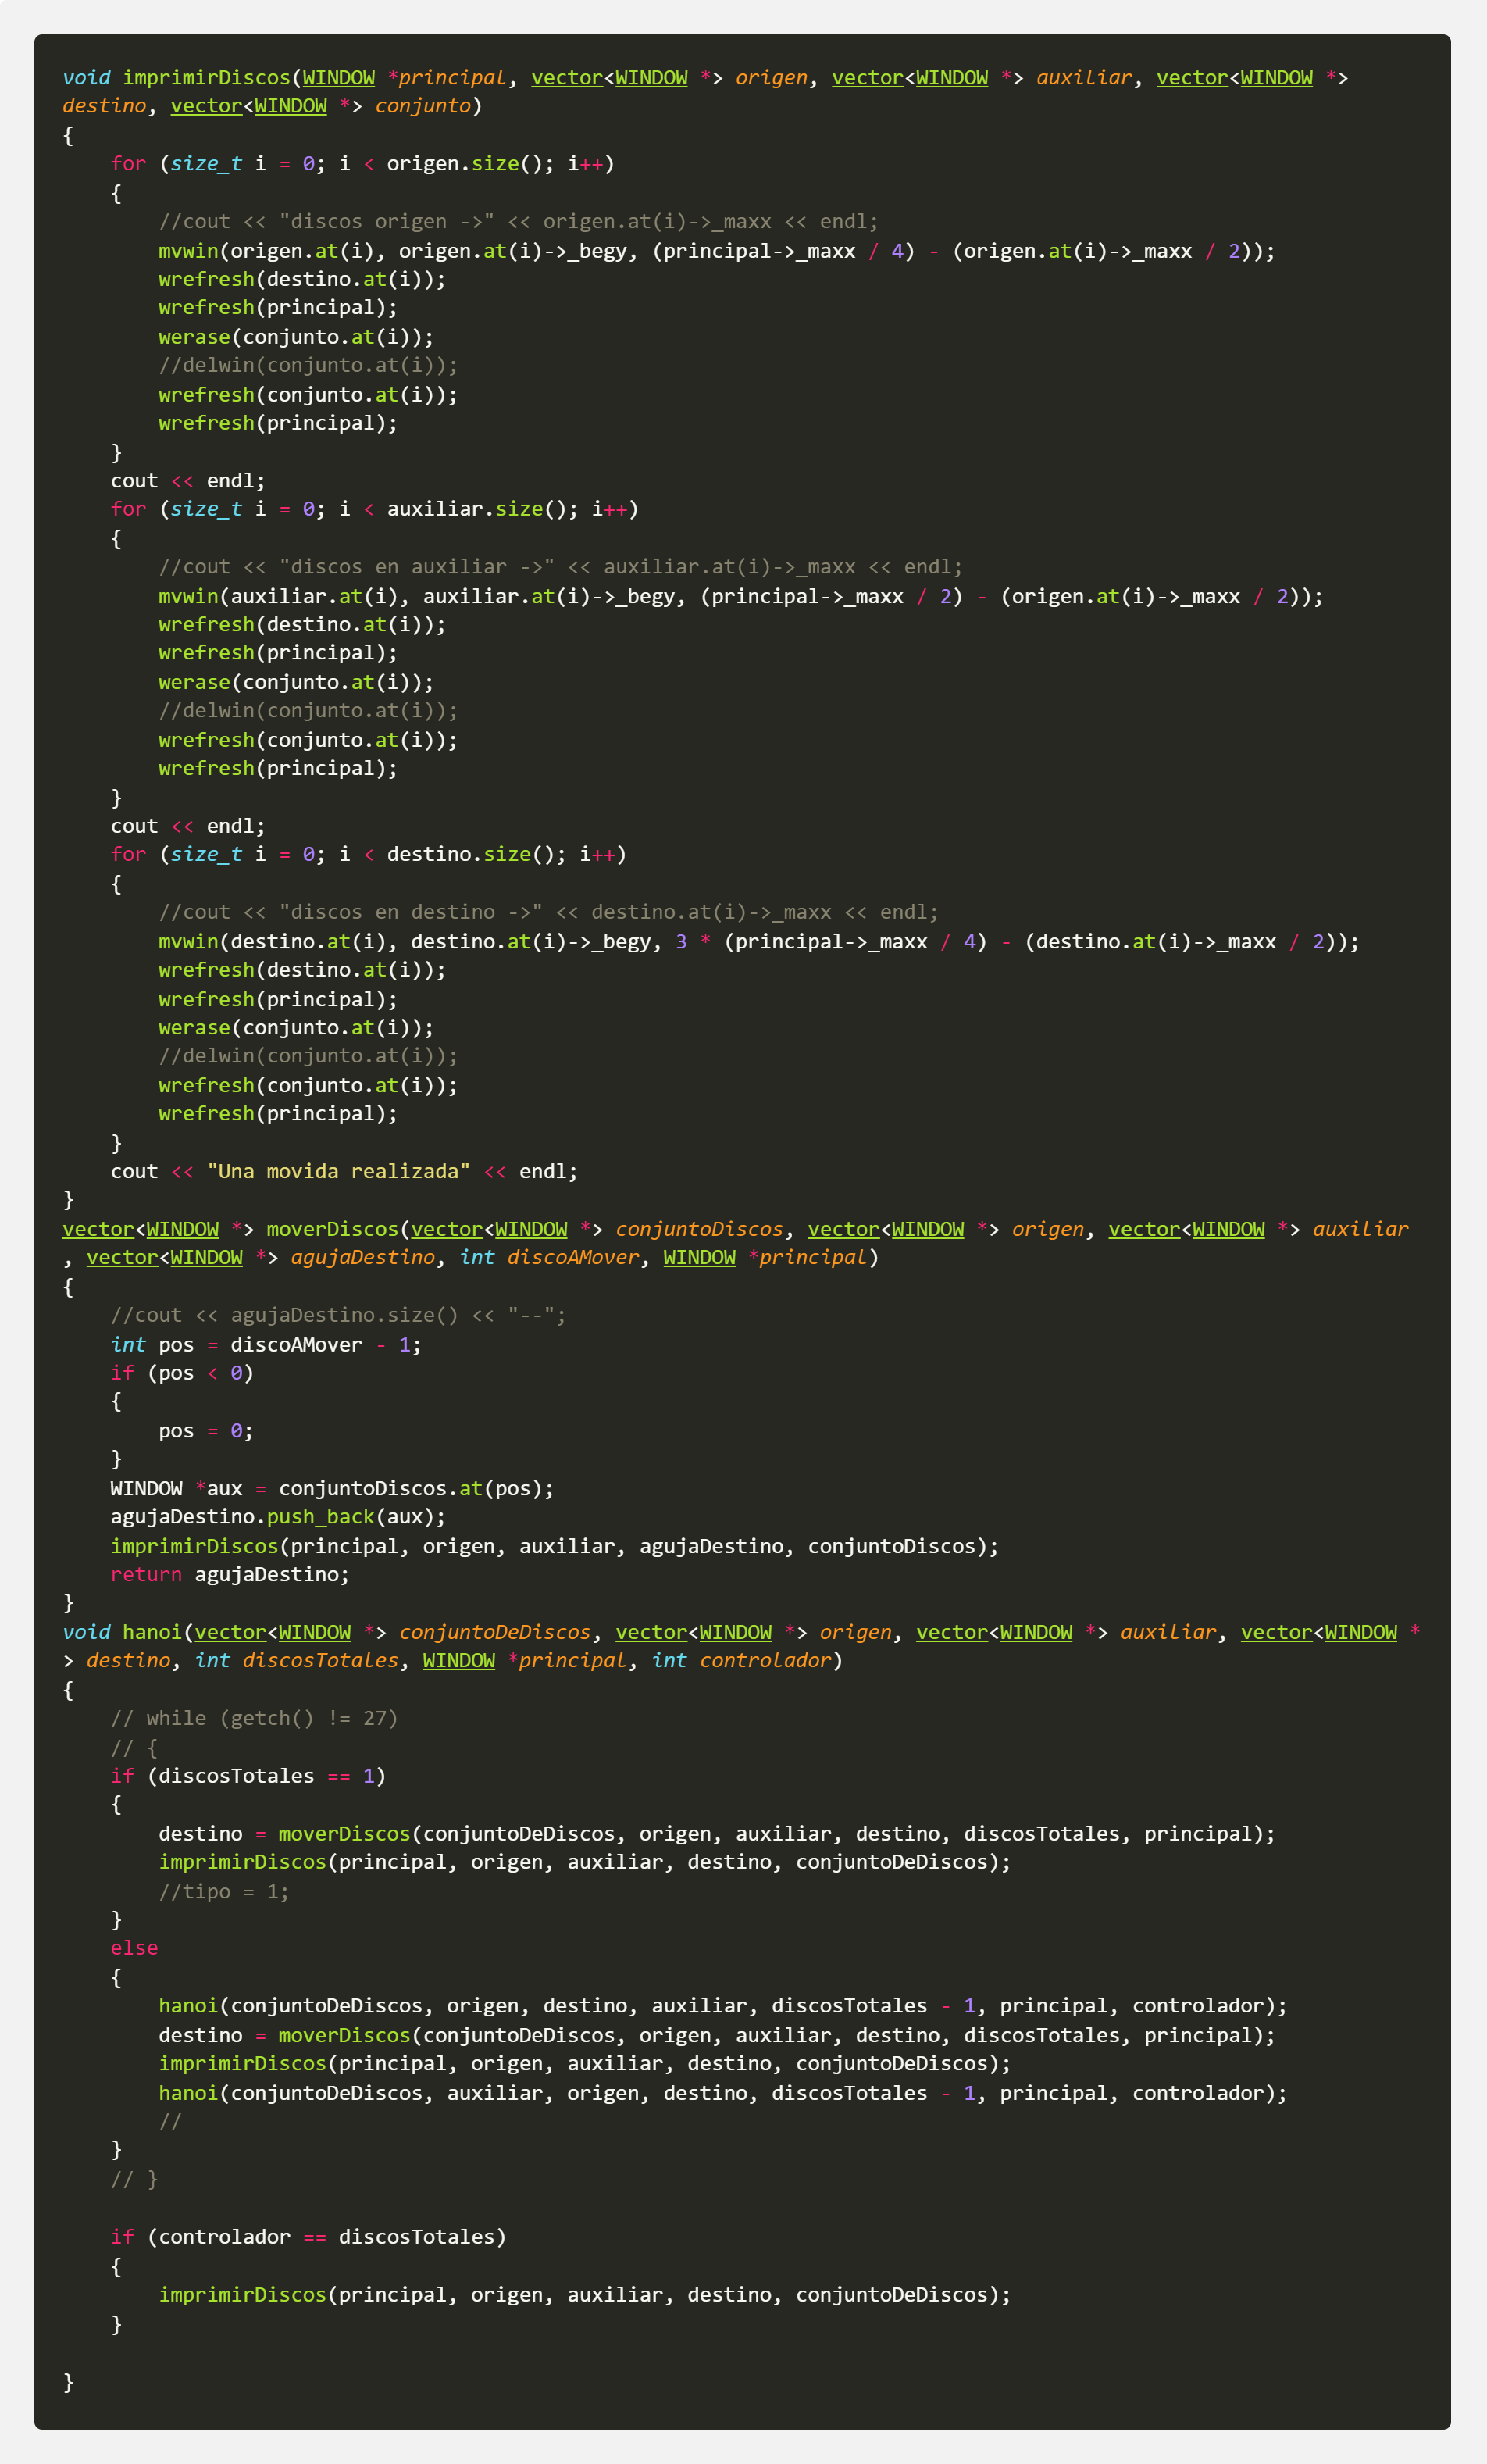 void imprimirDiscos(WINDOW *principal, vector<WINDOW *> origen, vector<WINDOW *> auxiliar, vector<WINDOW *>
destino, vector<WINDOW *> conjunto)
{
    for (size_t i = 0; i < origen.size(); i++)
    {
        //cout << "discos origen ->" << origen.at(i)->_maxx << endl;
        mvwin(origen.at(i), origen.at(i)->_begy, (principal->_maxx / 4) - (origen.at(i)->_maxx / 2));
        wrefresh(destino.at(i));
        wrefresh(principal);
        werase(conjunto.at(i));
        //delwin(conjunto.at(i));
        wrefresh(conjunto.at(i));
        wrefresh(principal);
    }
    cout << endl;
    for (size_t i = 0; i < auxiliar.size(); i++)
    {
        //cout << "discos en auxiliar ->" << auxiliar.at(i)->_maxx << endl;
        mvwin(auxiliar.at(i), auxiliar.at(i)->_begy, (principal->_maxx / 2) - (origen.at(i)->_maxx / 2));
        wrefresh(destino.at(i));
        wrefresh(principal);
        werase(conjunto.at(i));
        //delwin(conjunto.at(i));
        wrefresh(conjunto.at(i));
        wrefresh(principal);
    }
    cout << endl;
    for (size_t i = 0; i < destino.size(); i++)
    {
        //cout << "discos en destino ->" << destino.at(i)->_maxx << endl;
        mvwin(destino.at(i), destino.at(i)->_begy, 3 * (principal->_maxx / 4) - (destino.at(i)->_maxx / 2));
        wrefresh(destino.at(i));
        wrefresh(principal);
        werase(conjunto.at(i));
        //delwin(conjunto.at(i));
        wrefresh(conjunto.at(i));
        wrefresh(principal);
    }
    cout << "Una movida realizada" << endl;
}
vector<WINDOW *> moverDiscos(vector<WINDOW *> conjuntoDiscos, vector<WINDOW *> origen, vector<WINDOW *> auxiliar
, vector<WINDOW *> agujaDestino, int discoAMover, WINDOW *principal)
{
    //cout << agujaDestino.size() << "--";
    int pos = discoAMover - 1;
    if (pos < 0)
    {
        pos = 0;
    }
    WINDOW *aux = conjuntoDiscos.at(pos);
    agujaDestino.push_back(aux);
    imprimirDiscos(principal, origen, auxiliar, agujaDestino, conjuntoDiscos);
    return agujaDestino;
}
void hanoi(vector<WINDOW *> conjuntoDeDiscos, vector<WINDOW *> origen, vector<WINDOW *> auxiliar, vector<WINDOW *
> destino, int discosTotales, WINDOW *principal, int controlador)
{
    // while (getch() != 27)
    // {
    if (discosTotales == 1)
    {
        destino = moverDiscos(conjuntoDeDiscos, origen, auxiliar, destino, discosTotales, principal);
        imprimirDiscos(principal, origen, auxiliar, destino, conjuntoDeDiscos);
        //tipo = 1;
    }
    else
    {
        hanoi(conjuntoDeDiscos, origen, destino, auxiliar, discosTotales - 1, principal, controlador);
        destino = moverDiscos(conjuntoDeDiscos, origen, auxiliar, destino, discosTotales, principal);
        imprimirDiscos(principal, origen, auxiliar, destino, conjuntoDeDiscos);
        hanoi(conjuntoDeDiscos, auxiliar, origen, destino, discosTotales - 1, principal, controlador);
        //
    }
    // }
    if (controlador == discosTotales)
    {
        imprimirDiscos(principal, origen, auxiliar, destino, conjuntoDeDiscos);
    }
}